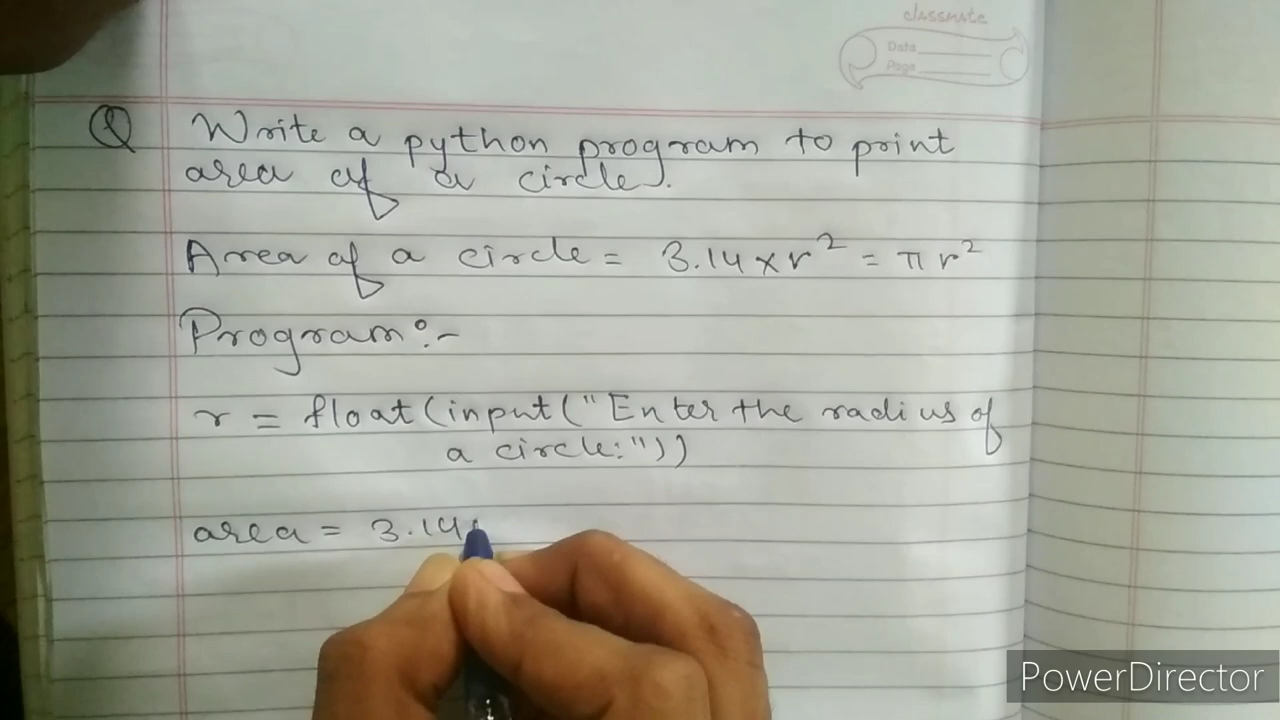 classmate
Date
Page
Q Write a python program to print
area of a circle.
Area of a circle = 3.14 x r² = πr²
Program:-
r = float(input("Enter the radius of
a circle:"))
area = 3.14
PowerDirector